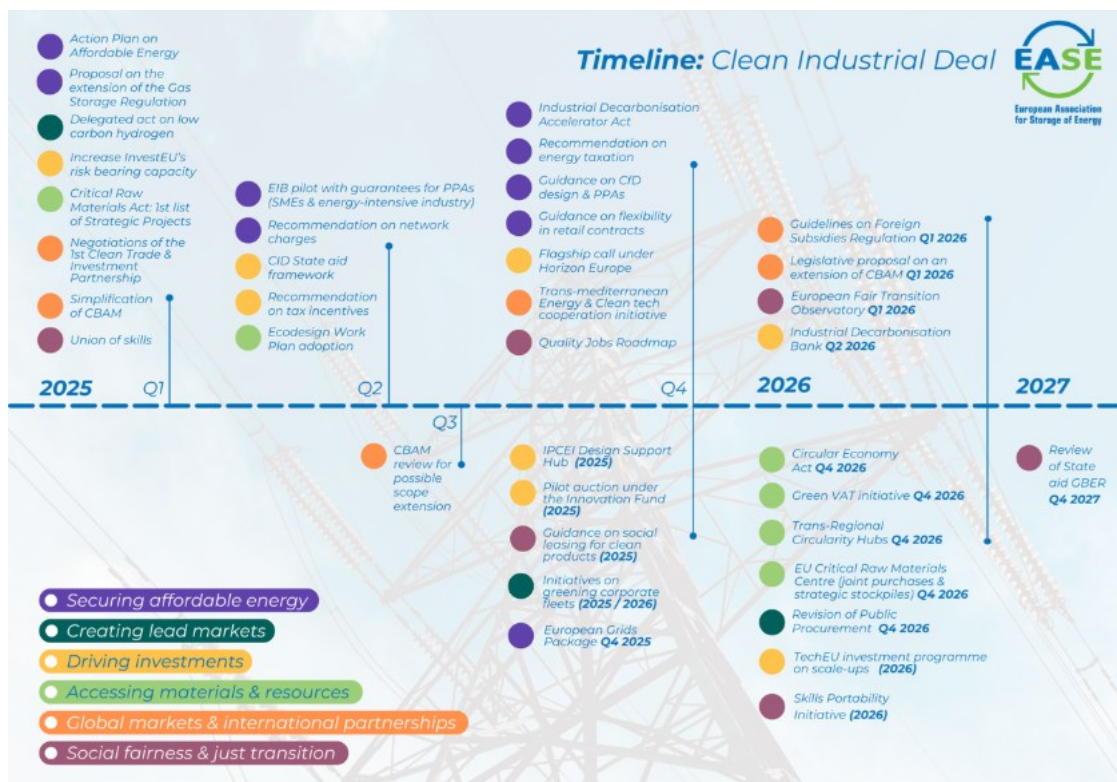 Timeline: Clean Industrial Deal
EASE
European Association
for Storage of Energy
Action Plan on
Affordable Energy
Proposal on the
extension of the Gas
Storage Regulation
Delegated act on low
carbon hydrogen
Increase InvestEU's
risk bearing capacity
Critical Raw
Materials Act: 1st list
of Strategic Projects
Negotiations of the
1st Clean Trade &
Investment
Partnership
Simplification
of CBAM
Union of skills
EIB pilot with guarantees for PPAs
(SMEs & energy-intensive industry)
Recommendation on network
charges
CID State aid
framework
Recommendation
on tax incentives
Ecodesign Work
Plan adoption
Industrial Decarbonisation
Accelerator Act
Recommendation on
energy taxation
Guidance on CfD
design & PPAs
Guidance on flexibility
in retail contracts
Flagship call under
Horizon Europe
Trans-mediterranean
Energy & Clean tech
cooperation initiative
Quality Jobs Roadmap
Guidelines on Foreign
Subsidies Regulation Q1 2026
Legislative proposal on an
extension of CBAM Q1 2026
European Fair Transition
Observatory Q1 2026
Industrial Decarbonisation
Bank Q2 2026
2025
Q1
Q2
Q4
2026
2027
Q3
CBAM
review for
possible
scope
extension
IPCEI Design Support
Hub (2025)
Pilot auction under
the Innovation Fund
(2025)
Guidance on social
leasing for clean
products (2025)
Initiatives on
greening corporate
fleets (2025 / 2026)
European Grids
Package Q4 2025
Circular Economy
Act Q4 2026
Green VAT Initiative Q4 2026
Trans-Regional
Circularity Hubs Q4 2026
EU Critical Raw Materials
Centre (joint purchases &
strategic stockpiles) Q4 2026
Revision of Public
Procurement Q4 2026
TechEU investment programme
on scale-ups (2026)
Skills Portability
Initiative (2026)
Review
of State
aid GBER
Q4 2027
Securing affordable energy
Creating lead markets
Driving investments
Accessing materials & resources
Global markets & international partnerships
Social fairness & just transition